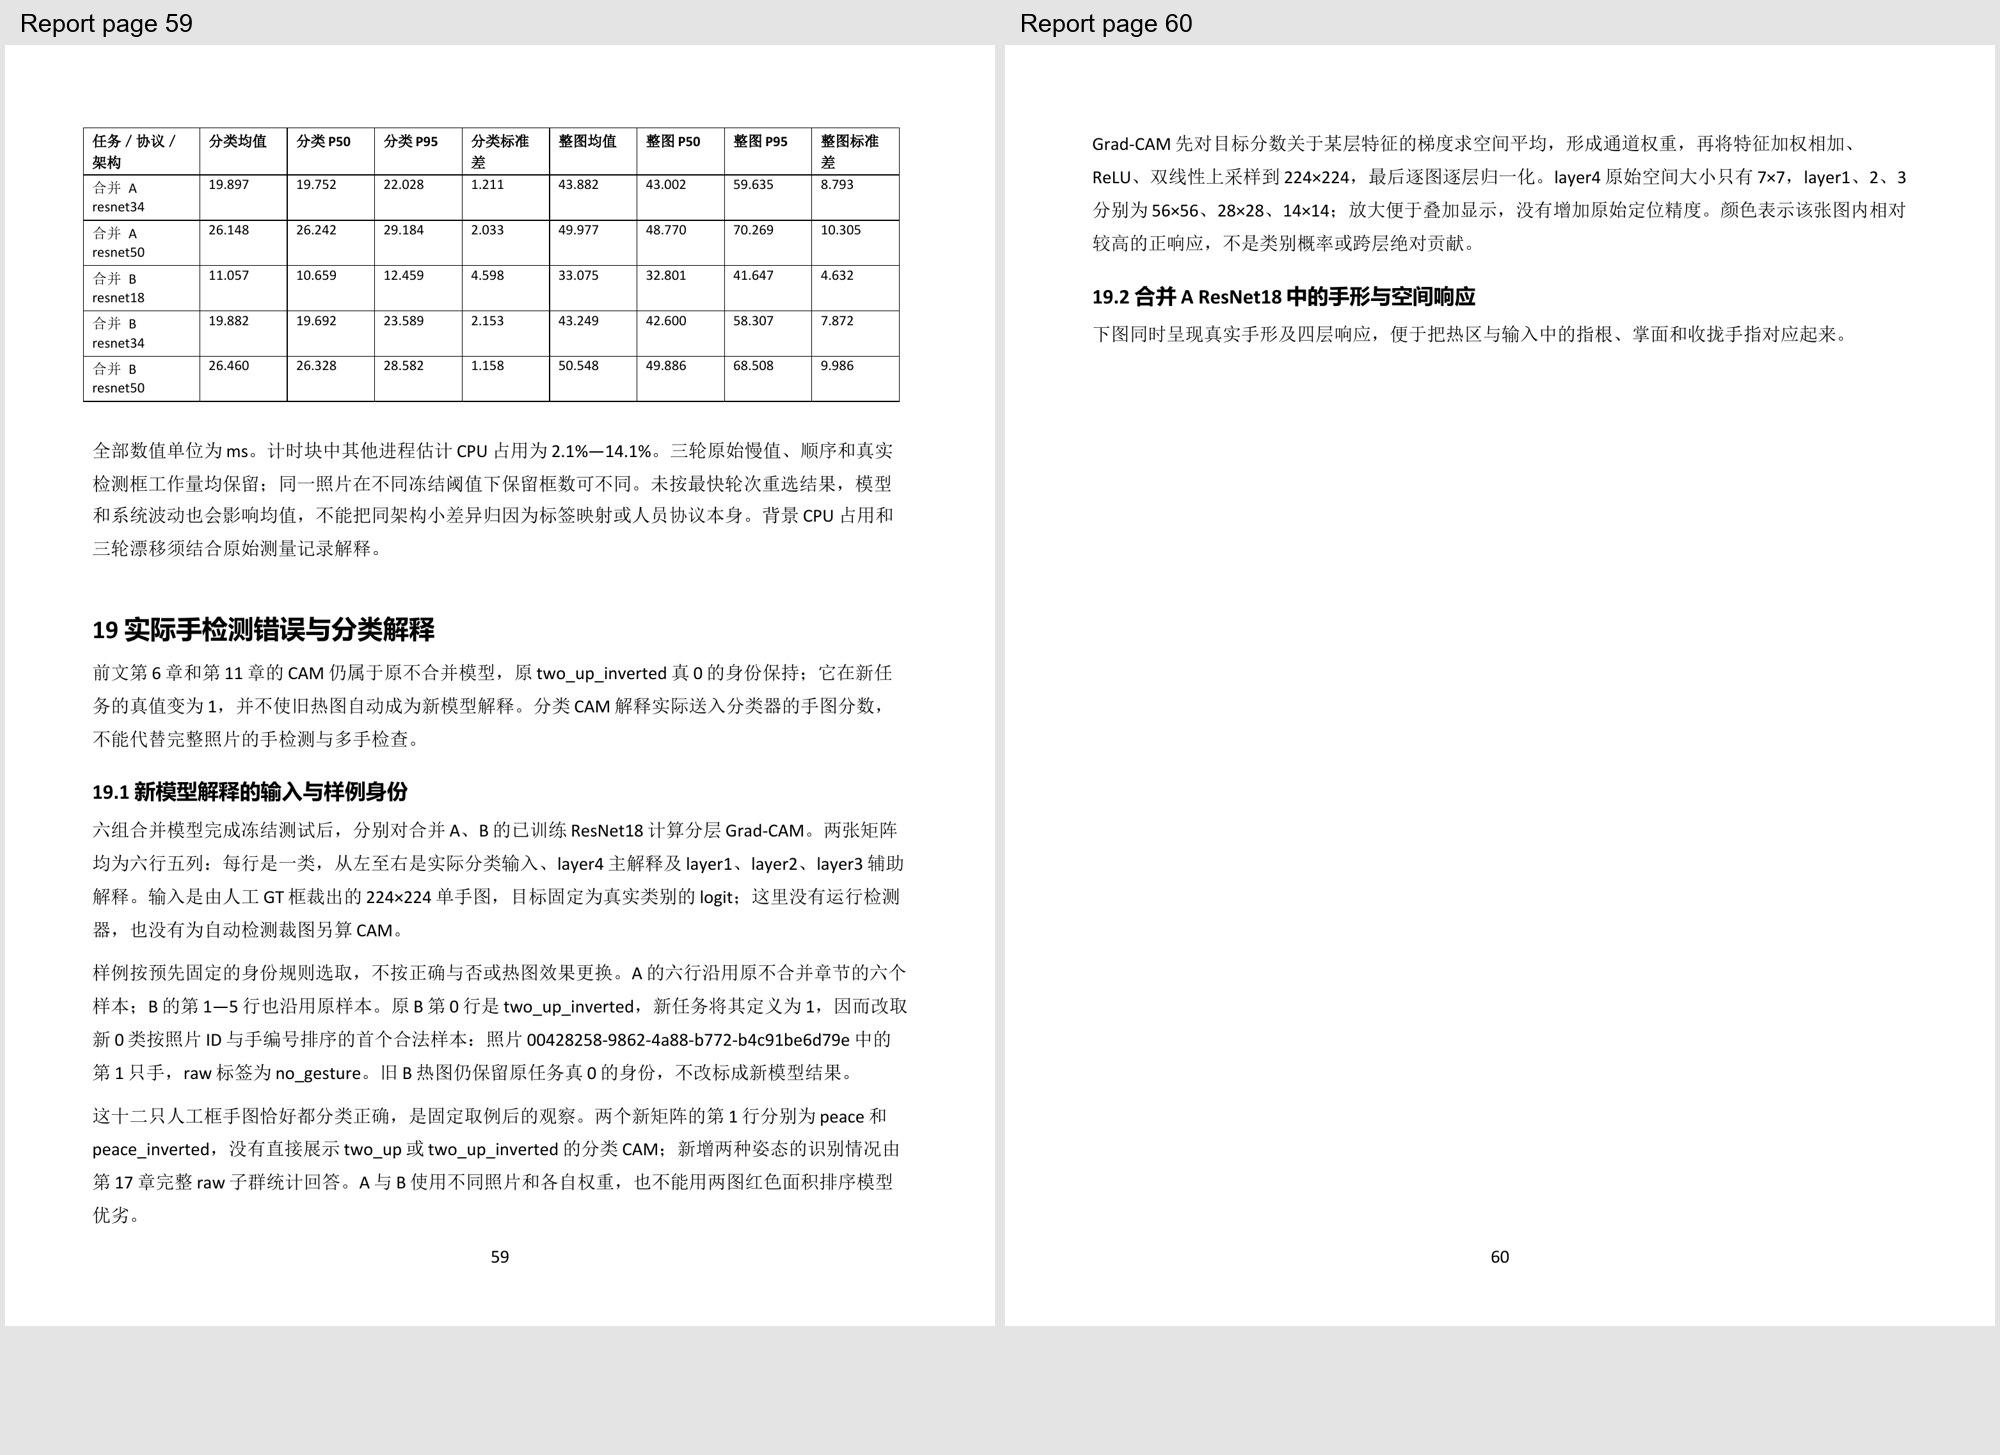 Report page 59
任务 / 协议 / 架构 分类均值 分类 P50 分类 P95 分类标准差 整图均值 整图 P50 整图 P95 整图标准差
合并 A resnet34 19.897 19.752 22.028 1.211 43.882 43.002 59.635 8.793
合并 A resnet50 26.148 26.242 29.184 2.033 49.977 48.770 70.269 10.305
合并 B resnet18 11.057 10.659 12.459 4.598 33.075 32.801 41.647 4.632
合并 B resnet34 19.882 19.692 23.589 2.153 43.249 42.600 58.307 7.872
合并 B resnet50 26.460 26.328 28.582 1.158 50.548 49.886 68.508 9.986
全部数值单位为 ms。计时块中其他进程估计 CPU 占用为 2.1%—14.1%。三轮原始慢值、顺序和真实
检测框工作量均保留；同一照片在不同冻结阈值下保留框数可不同。未按最快轮次重选结果，模型
和系统波动也会影响均值，不能把同架构小差异归因为标签映射或人员协议本身。背景 CPU 占用和
三轮漂移须结合原始测量记录解释。
19 实际手检测错误与分类解释
前文第 6 章和第 11 章的 CAM 仍属于原不合并模型，原 two_up_inverted 真 0 的身份保持；它在新任
务的真值变为 1，并不使旧热图自动成为新模型解释。分类 CAM 解释实际送入分类器的手图分数，
不能代替完整照片的手检测与多手检查。
19.1 新模型解释的输入与样例身份
六组合并模型完成冻结测试后，分别对合并 A、B 的已训练 ResNet18 计算分层 Grad-CAM。两张矩阵
均为六行五列：每行是一类，从左至右是实际分类输入、layer4 主解释及 layer1、layer2、layer3 辅助
解释。输入是由人工 GT 框裁出的 224×224 单手图，目标固定为真实类别的 logit；这里没有运行检测
器，也没有为自动检测裁图另算 CAM。
样例按预先固定的身份规则选取，不按正确与否或热图效果更换。A 的六行沿用原不合并章节的六个
样本；B 的第 1—5 行也沿用原样本。原 B 第 0 行是 two_up_inverted，新任务将其定义为 1，因而改取
新 0 类按照片 ID 与手编号排序的首个合法样本：照片 00428258-9862-4a88-b772-b4c91be6d79e 中的
第 1 只手，raw 标签为 no_gesture。旧 B 热图仍保留原任务真 0 的身份，不改标成新模型结果。
这十二只人工框手图恰好都分类正确，是固定取例后的观察。两个新矩阵的第 1 行分别为 peace 和
peace_inverted，没有直接展示 two_up 或 two_up_inverted 的分类 CAM；新增两种姿态的识别情况由
第 17 章完整 raw 子群统计回答。A 与 B 使用不同照片和各自权重，也不能用两图红色面积排序模型
优劣。
59
Report page 60
Grad-CAM 先对目标分数关于某层特征的梯度求空间平均，形成通道权重，再将特征加权相加、
ReLU、双线性上采样到 224×224，最后逐图逐层归一化。layer4 原始空间大小只有 7×7，layer1、2、3
分别为 56×56、28×28、14×14；放大便于叠加显示，没有增加原始定位精度。颜色表示该张图内相对
较高的正响应，不是类别概率或跨层绝对贡献。
19.2 合并 A ResNet18 中的手形与空间响应
下图同时呈现真实手形及四层响应，便于把热区与输入中的指根、掌面和收拢手指对应起来。
60